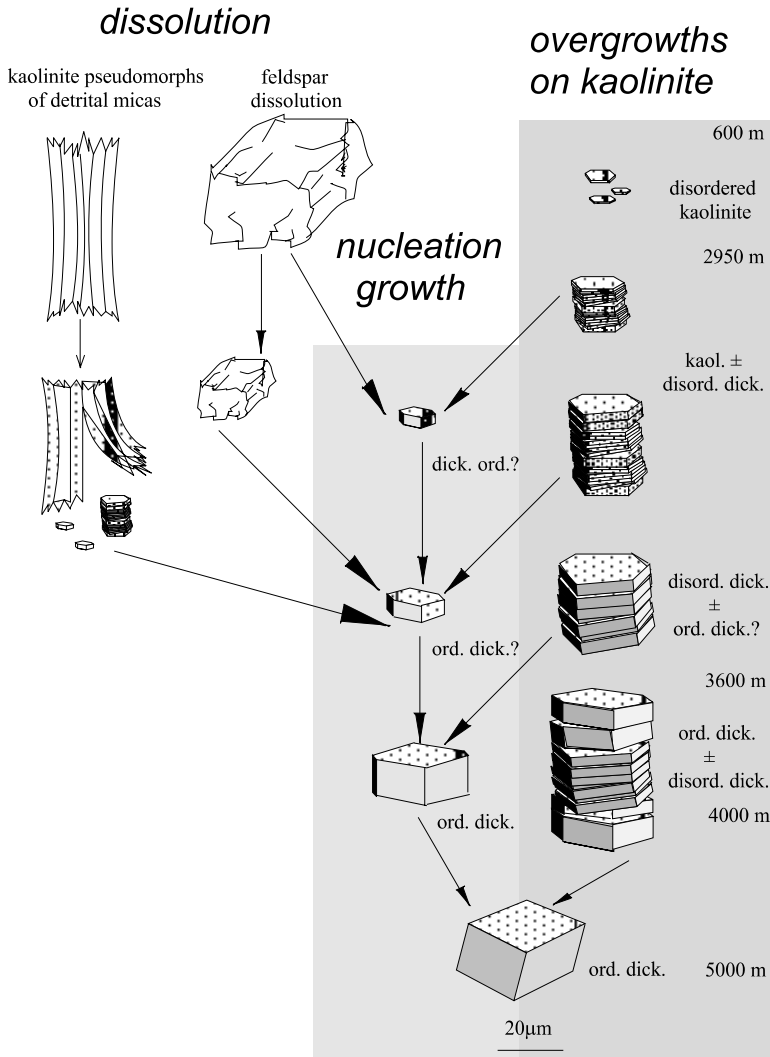 dissolution
kaolinite pseudomorphs
of detrital micas
feldspar
dissolution
overgrowths
on kaolinite
600 m
disordered
kaolinite
2950 m
nucleation
growth
kaol. ±
disord. dick.
dick. ord.?
disord. dick.
±
ord. dick.?
ord. dick.?
3600 m
ord. dick.
±
disord. dick.
4000 m
ord. dick.
ord. dick.
5000 m
20µm